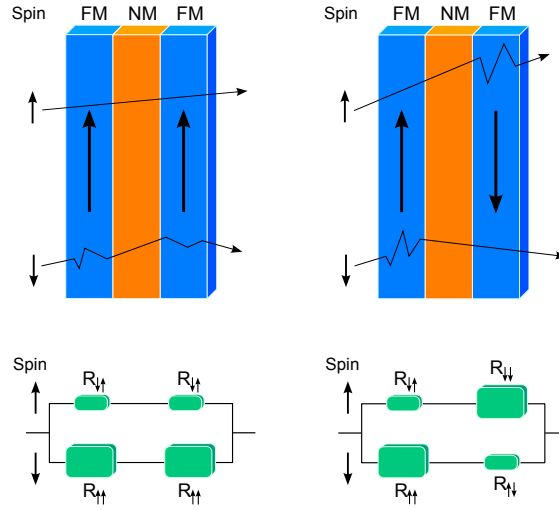 Spin FM NM FM
Spin FM NM FM
Spin
R↓↑ R↓↑
R↑↑ R↑↑
Spin
R↓↑ R↓↓
R↑↑ R↑↓